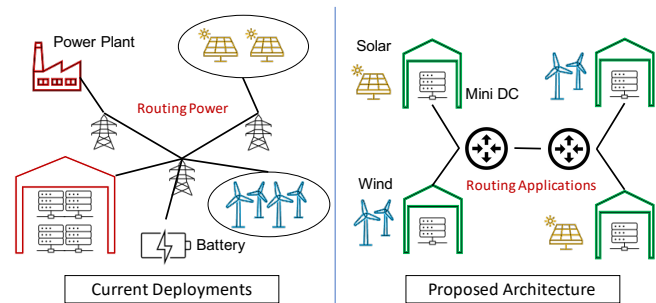 Power Plant
Routing Power
Battery
Current Deployments
Solar
Mini DC
Routing Applications
Wind
Proposed Architecture